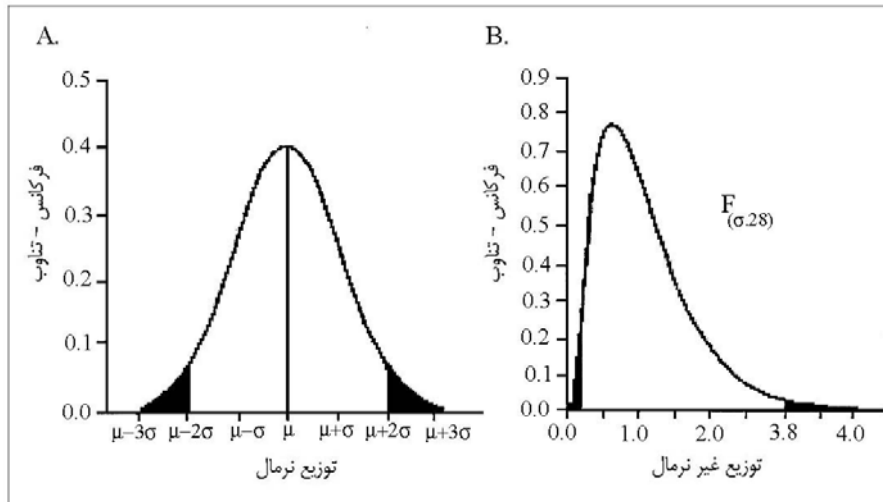 A.
0.5
0.4
0.3
0.2
0.1
0.0
فرکانس - تناوب
μ–3σ μ–2σ μ–σ μ μ+σ μ+2σ μ+3σ
توزیع نرمال
B.
0.9
0.8
0.7
0.6
0.5
0.4
0.3
0.2
0.1
0.0
فرکانس - تناوب
F(σ.28)
0.0 1.0 2.0 3.8 4.0
توزیع غیر نرمال